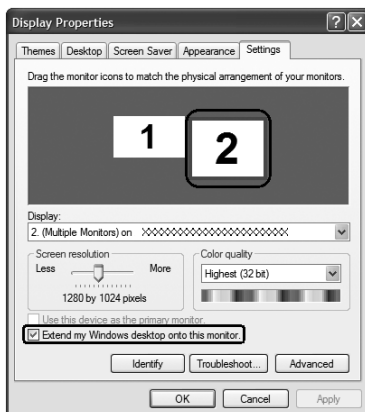 Display Properties
Themes Desktop Screen Saver Appearance Settings
Drag the monitor icons to match the physical arrangement of your monitors.
1 2
Display:
2. (Multiple Monitors) on XXXXXXXXXXXXXXXXXXXXXXX
Screen resolution
Less More
1280 by 1024 pixels
Color quality
Highest (32 bit)
Use this device as the primary monitor.
Extend my Windows desktop onto this monitor.
Identify Troubleshoot... Advanced
OK Cancel Apply